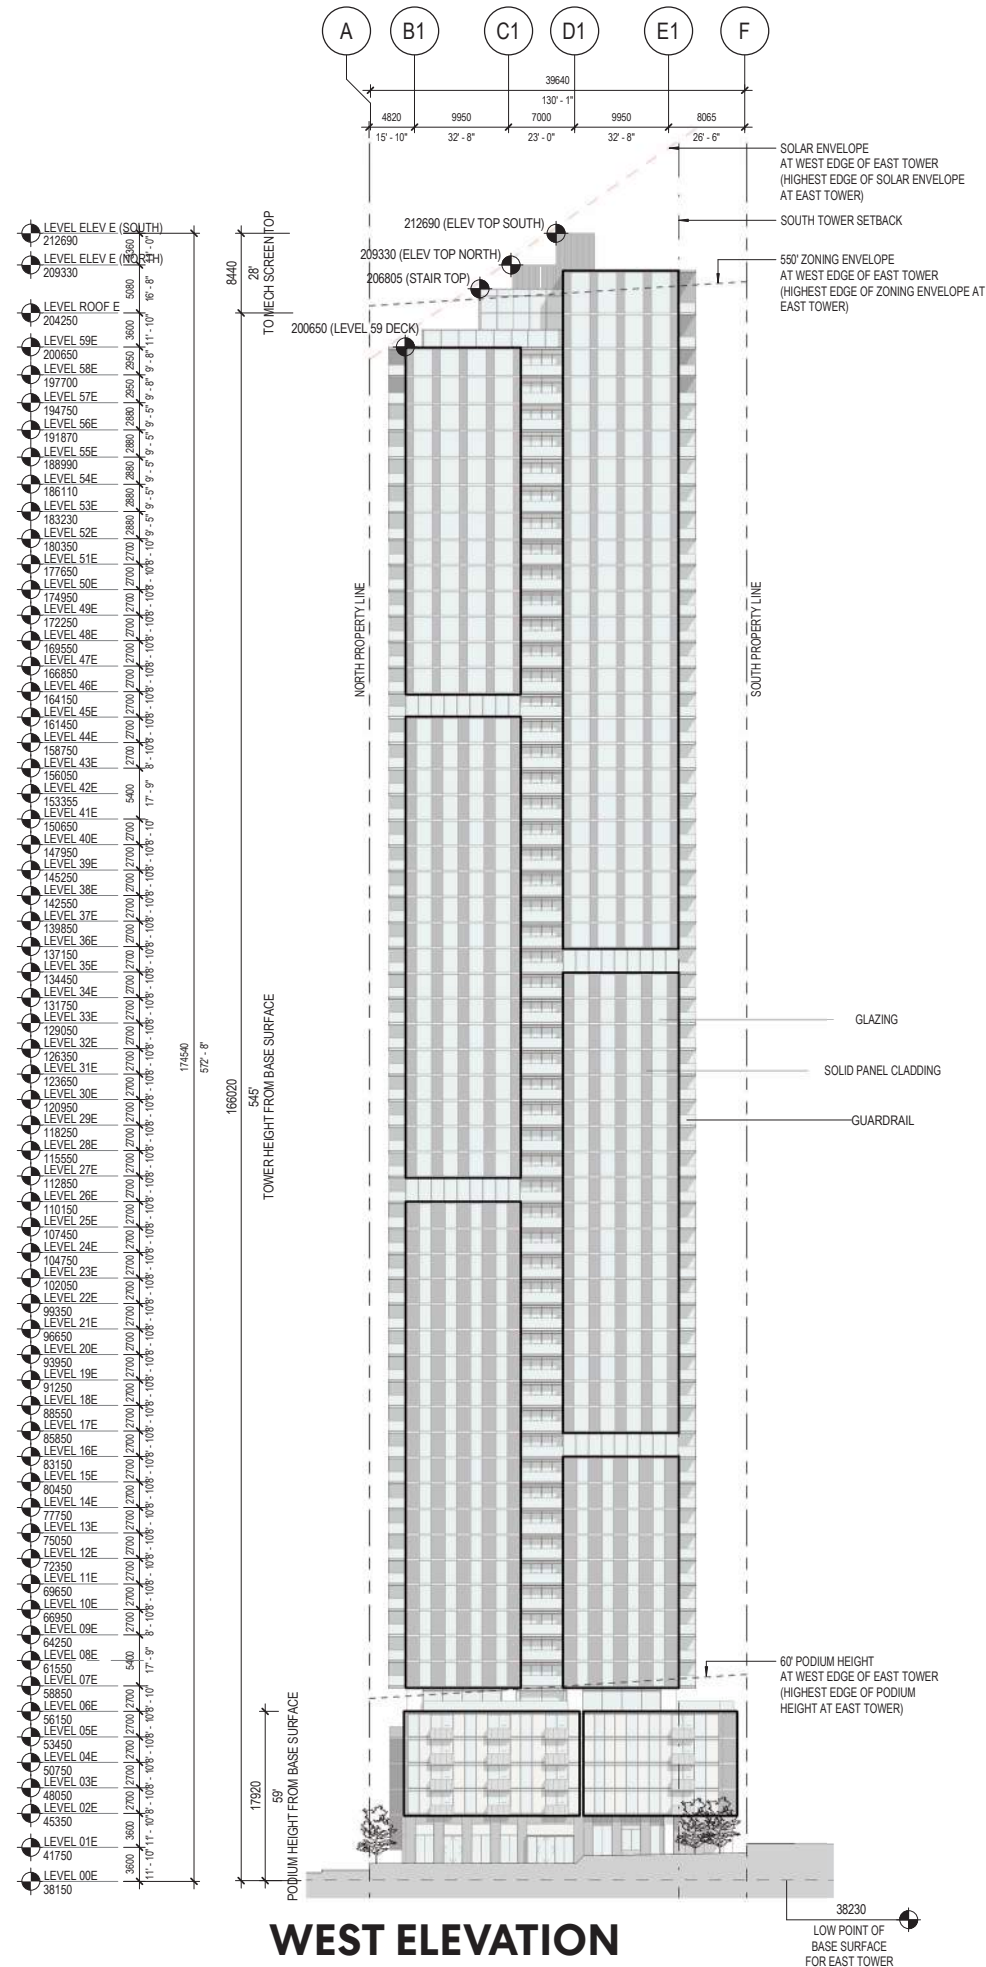 A
B1
C1
D1
E1
F
39640
130' - 1"
4820
9950
7000
9950
8065
15' - 10"
32' - 8"
23' - 0"
32' - 8"
26' - 6"
SOLAR ENVELOPE
AT WEST EDGE OF EAST TOWER
(HIGHEST EDGE OF SOLAR ENVELOPE
AT EAST TOWER)
SOUTH TOWER SETBACK
550' ZONING ENVELOPE
AT WEST EDGE OF EAST TOWER
(HIGHEST EDGE OF ZONING ENVELOPE AT
EAST TOWER)
212690 (ELEV TOP SOUTH)
209330 (ELEV TOP NORTH)
206805 (STAIR TOP)
200650 (LEVEL 59 DECK)
LEVEL ELEV E (SOUTH)
212690
LEVEL ELEV E (NORTH)
209330
LEVEL ROOF E
204250
LEVEL 59E
200650
LEVEL 58E
197700
LEVEL 57E
194750
LEVEL 56E
191870
LEVEL 55E
188990
LEVEL 54E
186110
LEVEL 53E
183230
LEVEL 52E
180350
LEVEL 51E
177650
LEVEL 50E
174950
LEVEL 49E
172250
LEVEL 48E
169550
LEVEL 47E
166850
LEVEL 46E
164150
LEVEL 45E
161450
LEVEL 44E
158750
LEVEL 43E
156050
LEVEL 42E
153355
LEVEL 41E
150650
LEVEL 40E
147950
LEVEL 39E
145250
LEVEL 38E
142550
LEVEL 37E
139850
LEVEL 36E
137150
LEVEL 35E
134450
LEVEL 34E
131750
LEVEL 33E
129050
LEVEL 32E
126350
LEVEL 31E
123650
LEVEL 30E
120950
LEVEL 29E
118250
LEVEL 28E
115550
LEVEL 27E
112850
LEVEL 26E
110150
LEVEL 25E
107450
LEVEL 24E
104750
LEVEL 23E
102050
LEVEL 22E
99350
LEVEL 21E
96650
LEVEL 20E
93950
LEVEL 19E
91250
LEVEL 18E
88550
LEVEL 17E
85850
LEVEL 16E
83150
LEVEL 15E
80450
LEVEL 14E
77750
LEVEL 13E
75050
LEVEL 12E
72350
LEVEL 11E
69650
LEVEL 10E
66950
LEVEL 09E
64250
LEVEL 08E
61550
LEVEL 07E
58850
LEVEL 06E
56150
LEVEL 05E
53450
LEVEL 04E
50750
LEVEL 03E
48050
LEVEL 02E
45350
LEVEL 01E
41750
LEVEL 00E
38150
174540
572' - 8"
8440
28'
TO MECH SCREEN TOP
166020
545'
TOWER HEIGHT FROM BASE SURFACE
17920
59'
PODIUM HEIGHT FROM BASE SURFACE
NORTH PROPERTY LINE
SOUTH PROPERTY LINE
GLAZING
SOLID PANEL CLADDING
GUARDRAIL
60' PODIUM HEIGHT
AT WEST EDGE OF EAST TOWER
(HIGHEST EDGE OF PODIUM
HEIGHT AT EAST TOWER)
38230
LOW POINT OF
BASE SURFACE
FOR EAST TOWER
WEST ELEVATION